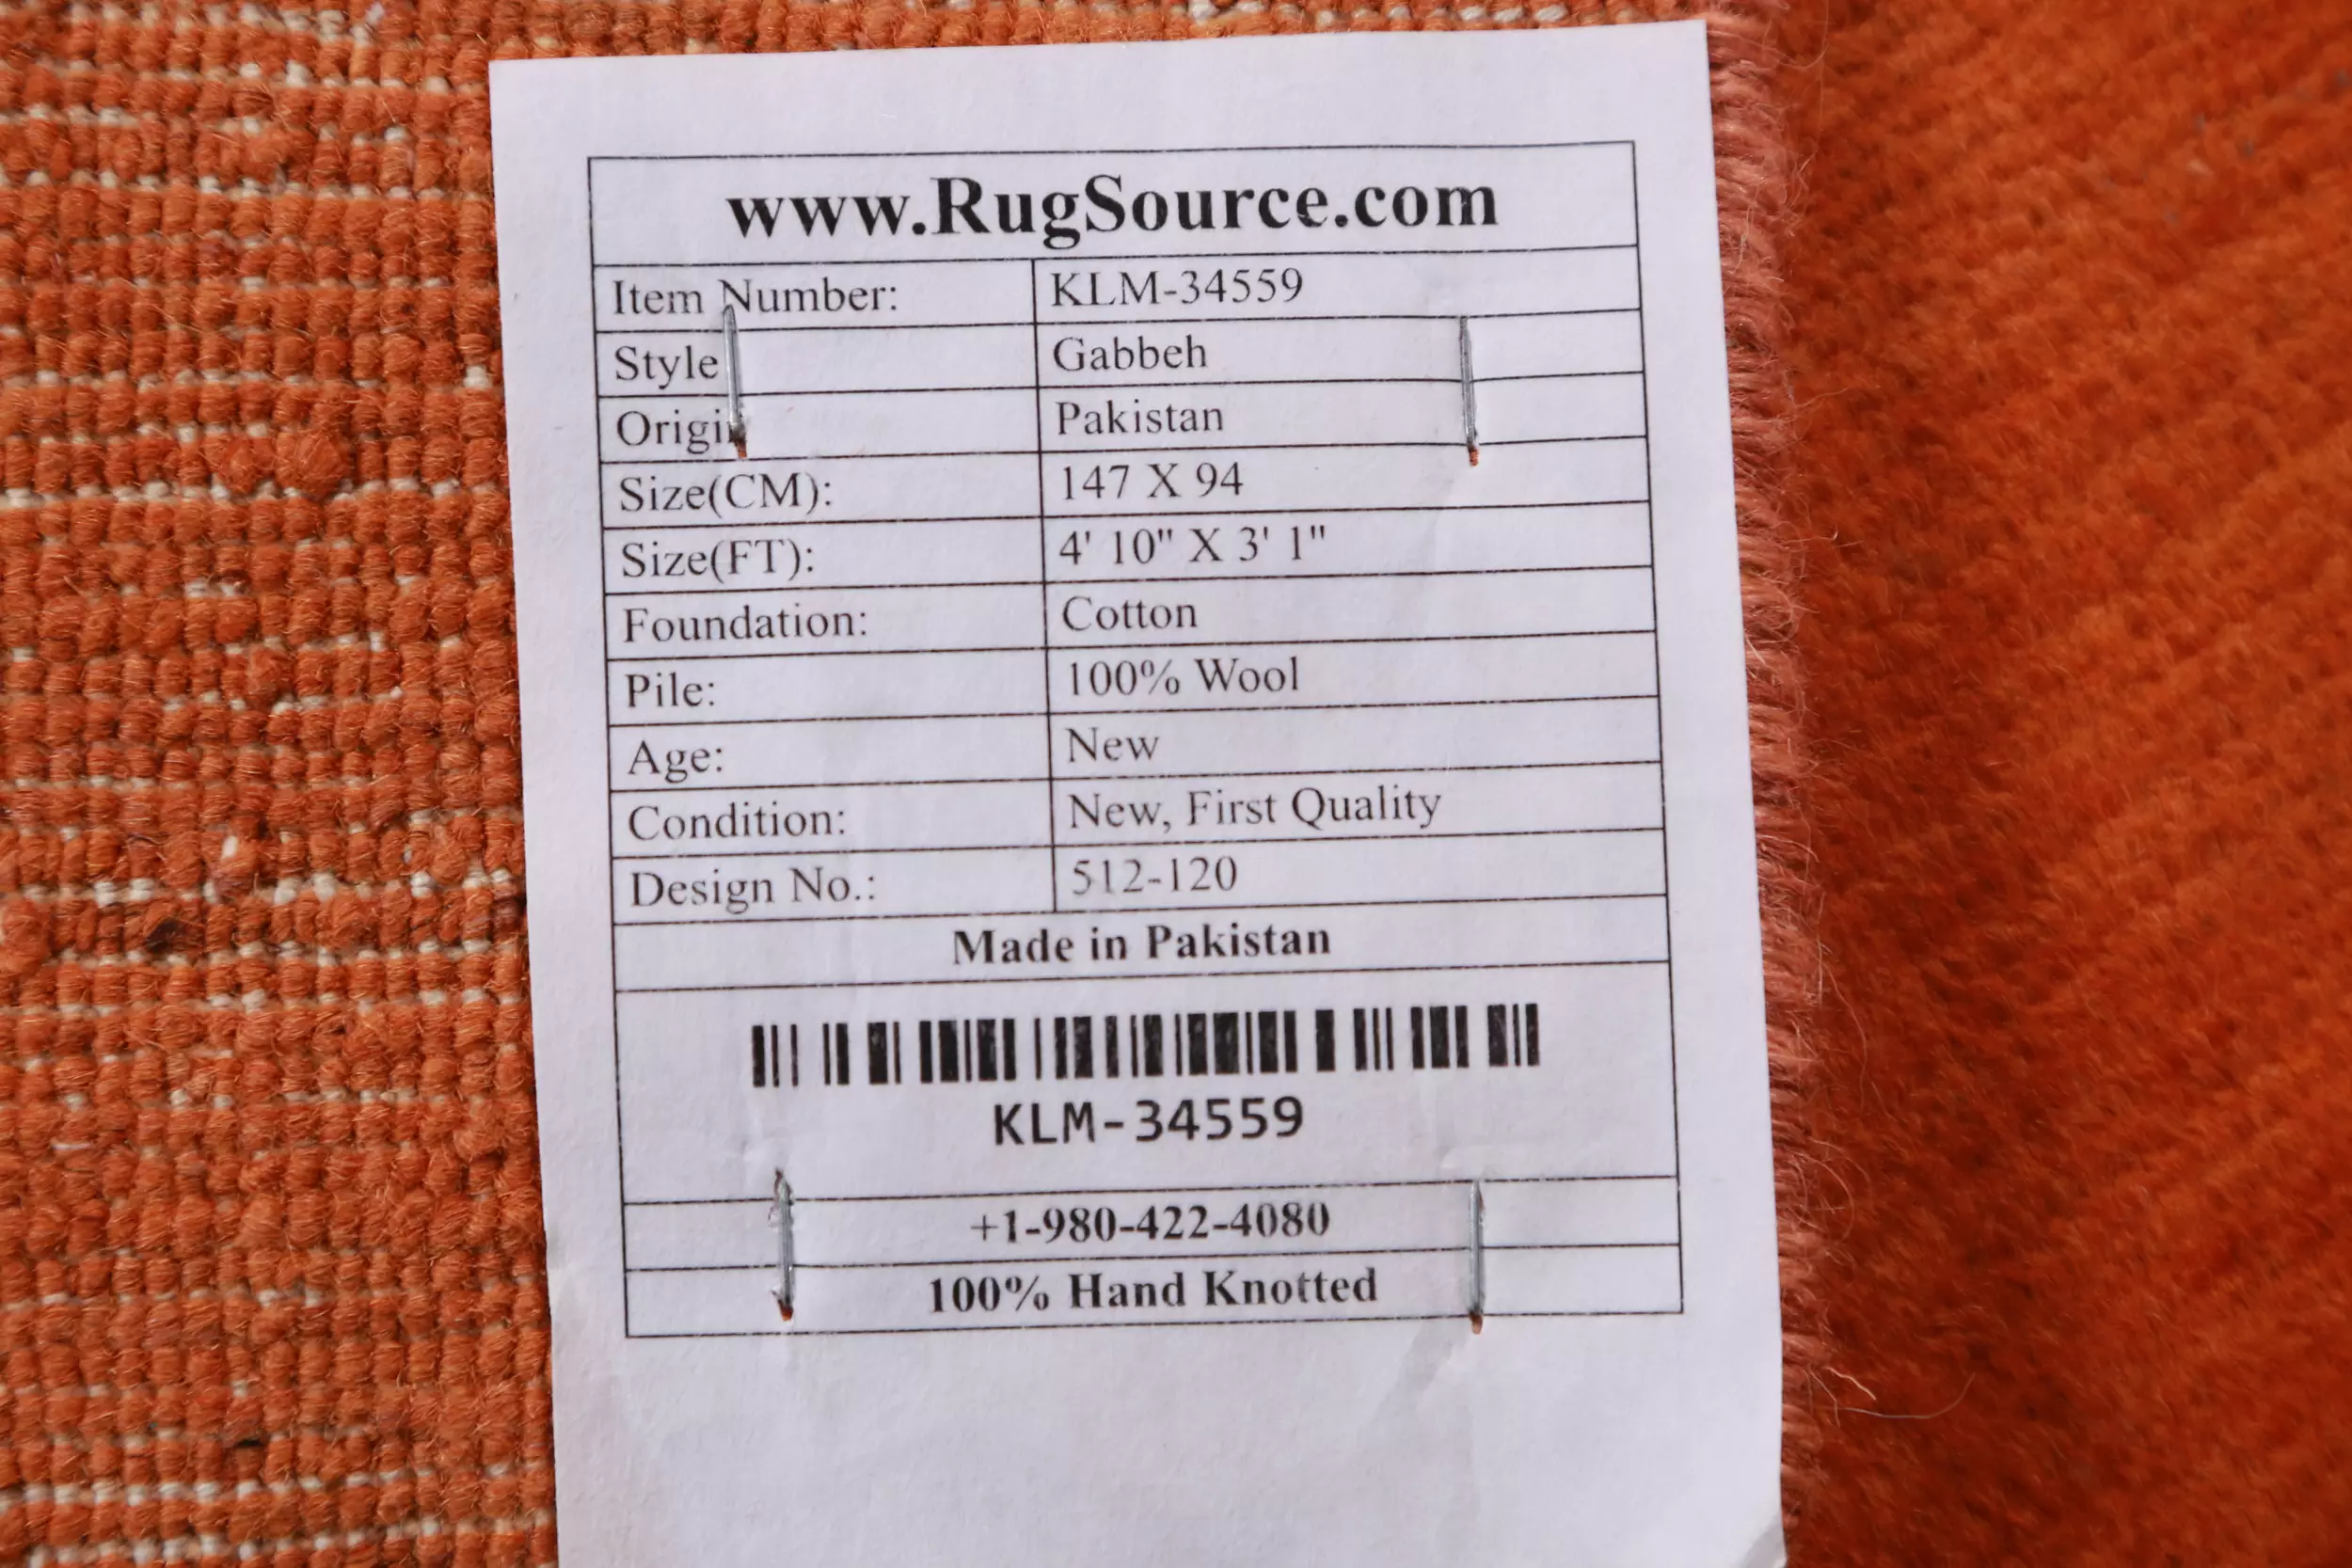 www.RugSource.com
Item Number: KLM-34559
Style Gabbeh
Origin Pakistan
Size(CM): 147 X 94
Size(FT): 4' 10" X 3' 1"
Foundation: Cotton
Pile: 100% Wool
Age: New
Condition: New, First Quality
Design No.: 512-120
Made in Pakistan
KLM-34559
+1-980-422-4080
100% Hand Knotted